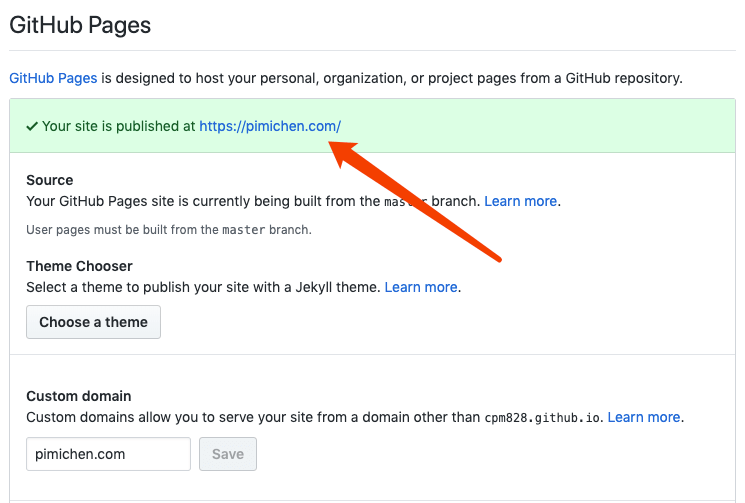 GitHub Pages
GitHub Pages is designed to host your personal, organization, or project pages from a GitHub repository.
Your site is published at https://pimichen.com/
Source
Your GitHub Pages site is currently being built from the master branch. Learn more.
User pages must be built from the master branch.
Theme Chooser
Select a theme to publish your site with a Jekyll theme. Learn more.
Choose a theme
Custom domain
Custom domains allow you to serve your site from a domain other than cpm828.github.io. Learn more.
pimichen.com Save